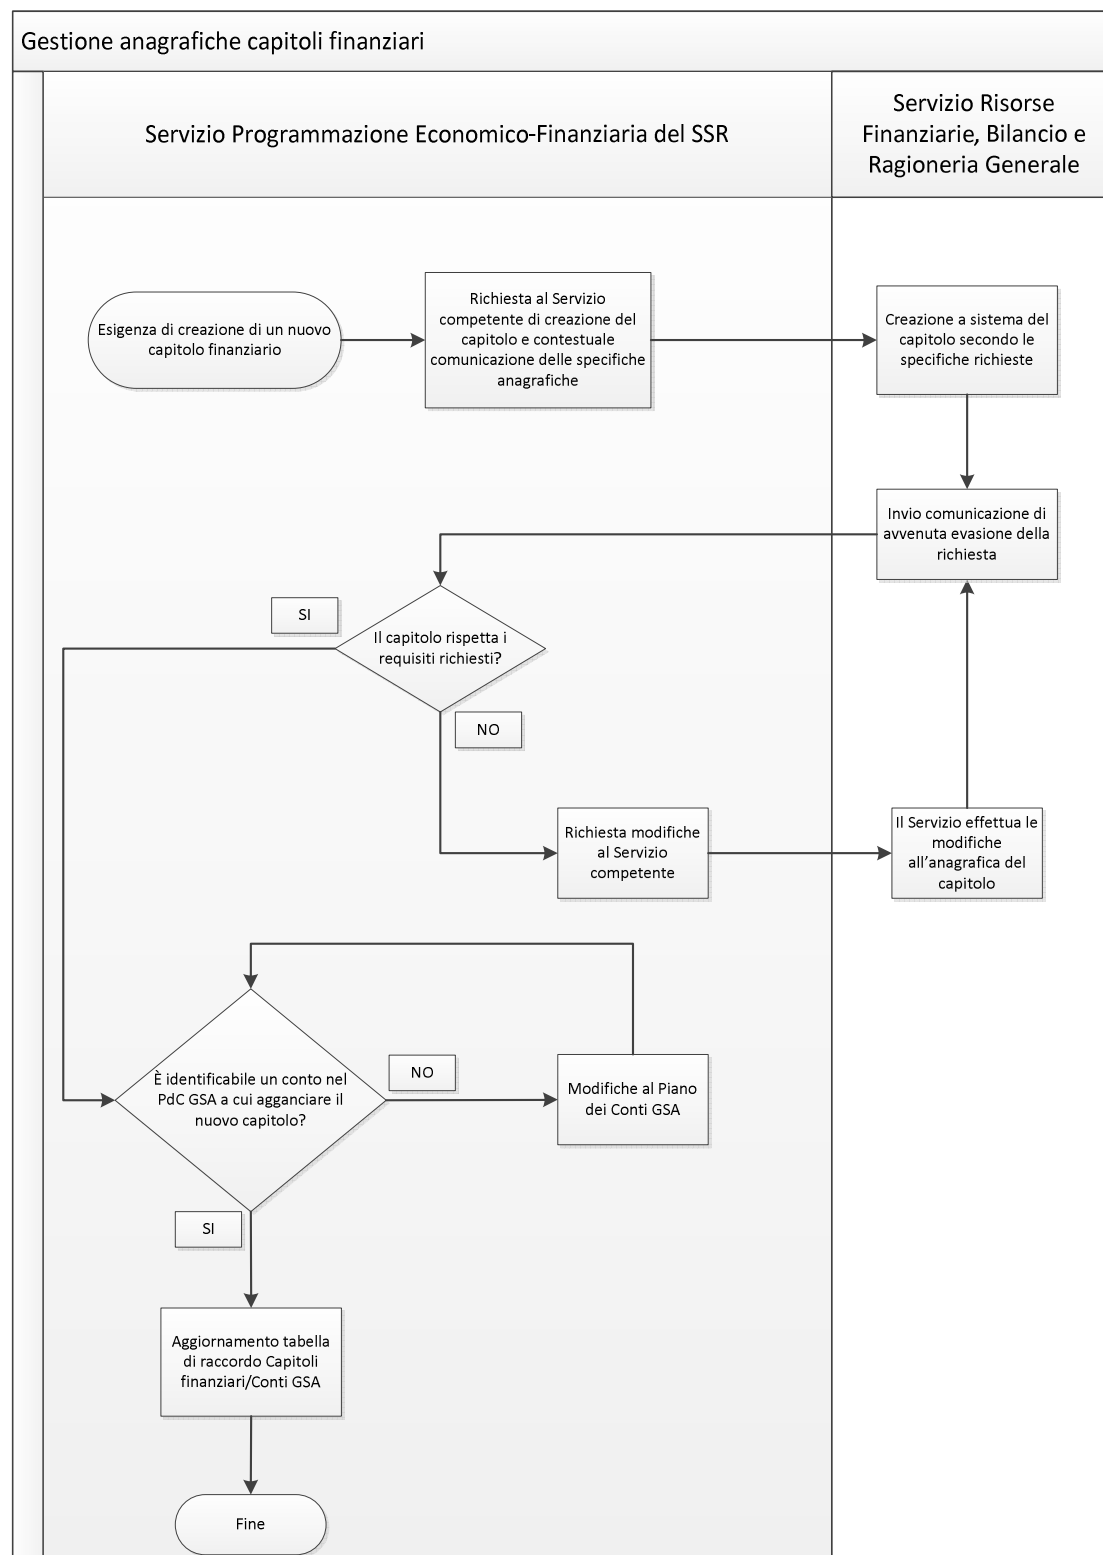 Gestione anagrafiche capitoli finanziari
Servizio Programmazione Economico-Finanziaria del SSR
Servizio Risorse
Finanziarie, Bilancio e
Ragioneria Generale
Esigenza di creazione di un nuovo
capitolo finanziario
Richiesta al Servizio
competente di creazione del
capitolo e contestuale
comunicazione delle specifiche
anagrafiche
Creazione a sistema del
capitolo secondo le
specifiche richieste
Invio comunicazione di
avvenuta evasione della
richiesta
SI
Il capitolo rispetta i
requisiti richiesti?
NO
Richiesta modifiche
al Servizio
competente
Il Servizio effettua le
modifiche
all’anagrafica del
capitolo
È identificabile un conto nel
PdC GSA a cui agganciare il
nuovo capitolo?
NO
Modifiche al Piano
dei Conti GSA
SI
Aggiornamento tabella
di raccordo Capitoli
finanziari/Conti GSA
Fine